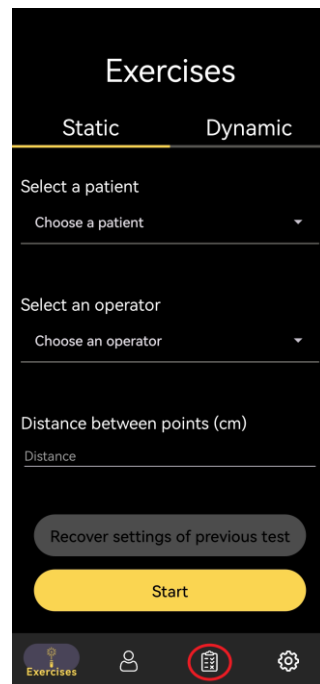 Exercises
Static
Dynamic
Select a patient
Choose a patient
Select an operator
Choose an operator
Distance between points (cm)
Distance
Recover settings of previous test
Start
Exercises